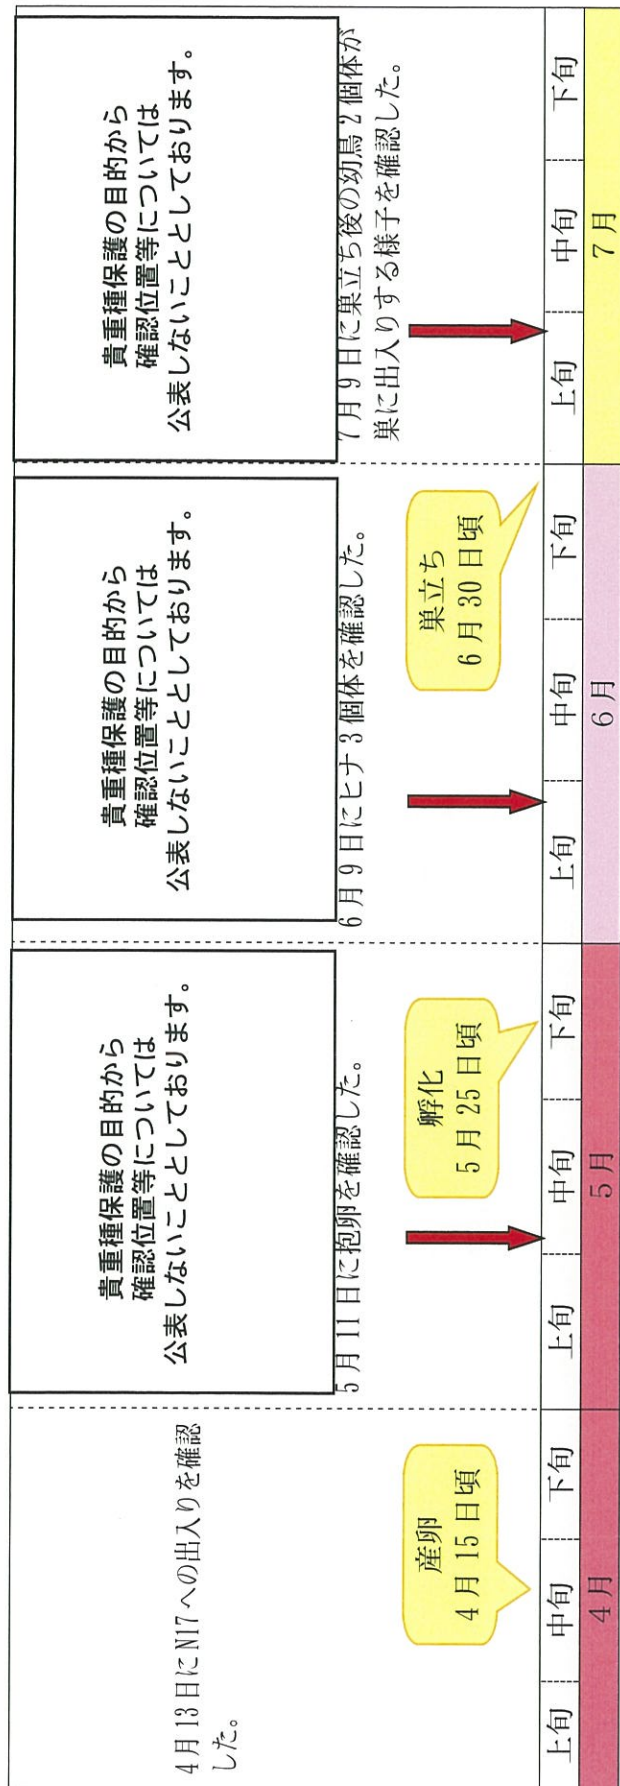 4月13日にN17への出入りを確認
した。
産卵
4月15日頃
上旬 中旬 下旬
4月
貴重種保護の目的から
確認位置等については
公表しないこととしております。
5月11日に抱卵を確認した。
孵化
5月25日頃
上旬 中旬 下旬
5月
貴重種保護の目的から
確認位置等については
公表しないこととしております。
6月9日にヒナ3個体を確認した。
巣立ち
6月30日頃
上旬 中旬 下旬
6月
貴重種保護の目的から
確認位置等については
公表しないこととしております。
7月9日に巣立ち後の幼鳥2個体が
巣に出入りする様子を確認した。
上旬 中旬 下旬
7月